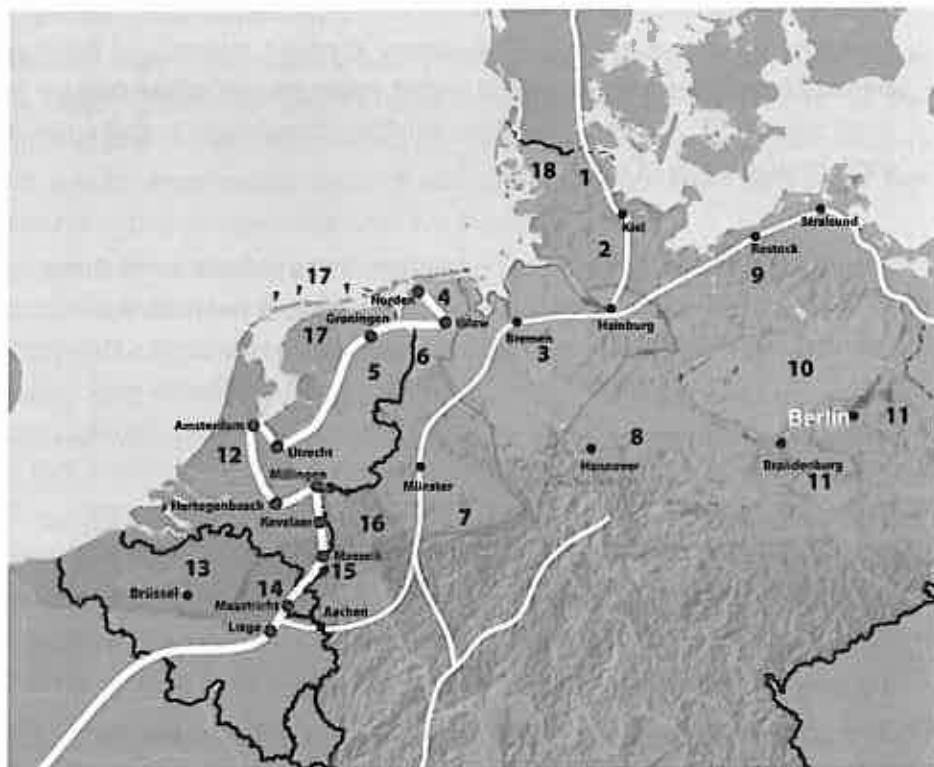 18
1
Kiel
Stralsund
2
Rostock
9
17
Norden
4
Groningen
17
Bremen
Hamburg
6
3
5
10
Berlin
11
Amsterdam
Utrecht
12
8
Hannover
Brandenburg
11
Millingen
Münster
Hertogenbosch
Kevelaer
16
7
Maaseik
13
15
Brüssel
14
Maastricht
Aachen
Liège